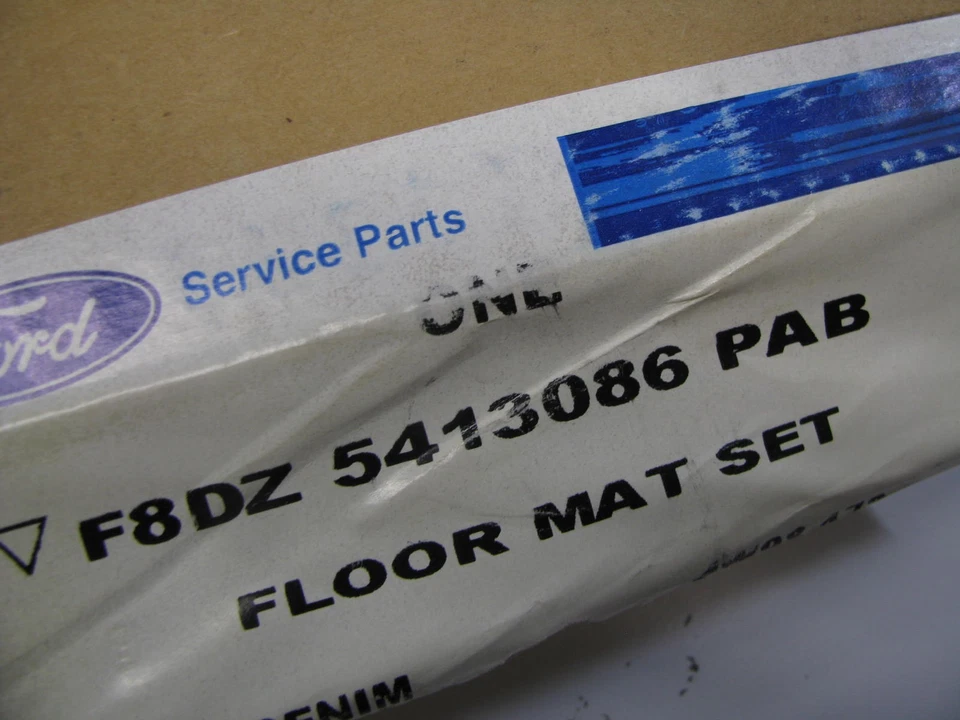 Ford
Service Parts
ONE
F8DZ 5413086 PAB
FLOOR MAT SET
DENIM